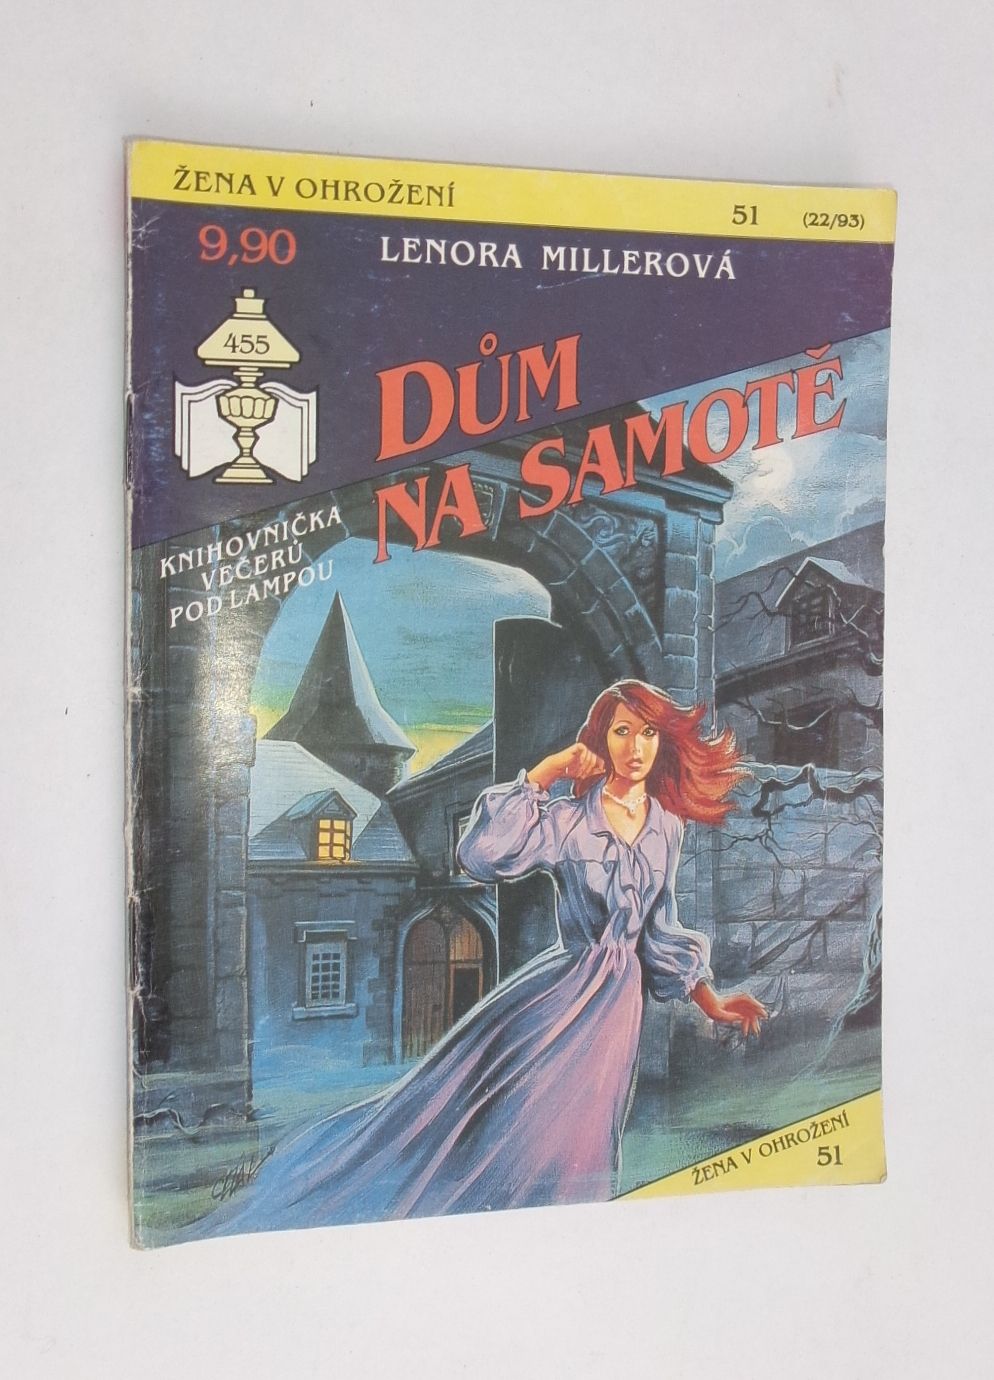 ŽENA V OHROŽENÍ
51 (22/93)
9,90
LENORA MILLEROVÁ
455
DŮM
NA SAMOTĚ
KNIHOVNIČKA
VEČERŮ
POD LAMPOU
ŽENA V OHROŽENÍ
51